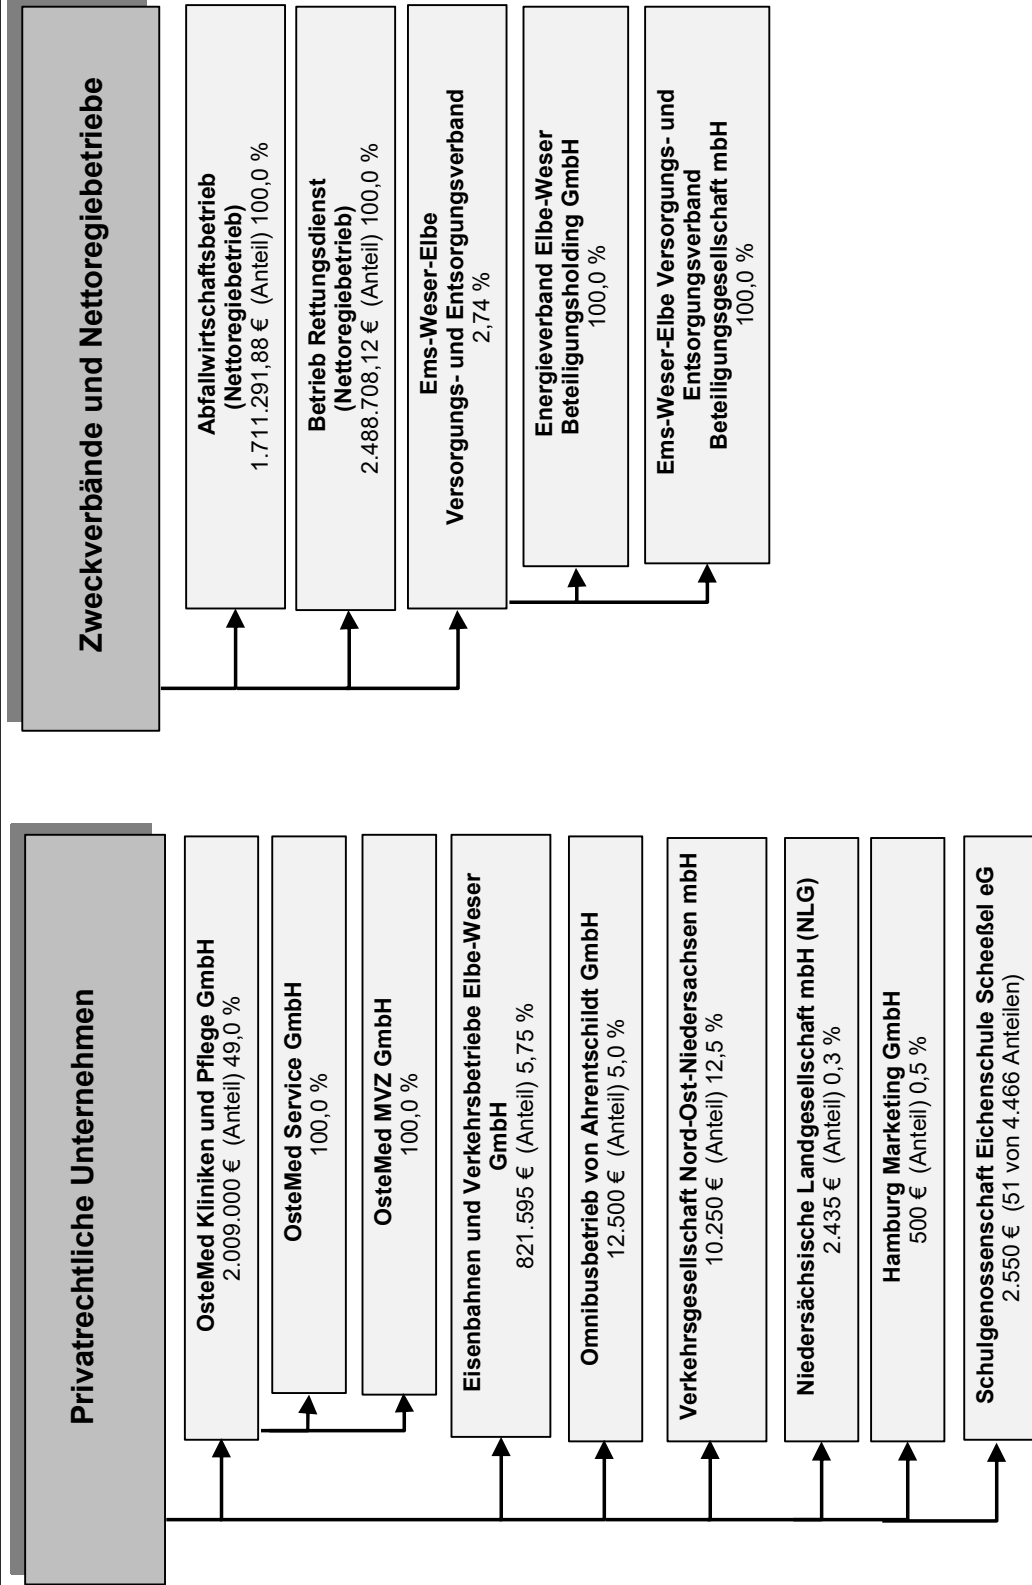 Privatrechtliche Unternehmen
OsteMed Kliniken und Pflege GmbH
2.009.000 € (Anteil) 49,0 %
OsteMed Service GmbH
100,0 %
OsteMed MVZ GmbH
100,0 %
Eisenbahnen und Verkehrsbetriebe Elbe-Weser
GmbH
821.595 € (Anteil) 5,75 %
Omnibusbetrieb von Ahrentschildt GmbH
12.500 € (Anteil) 5,0 %
Verkehrsgesellschaft Nord-Ost-Niedersachsen mbH
10.250 € (Anteil) 12,5 %
Niedersächsische Landgesellschaft mbH (NLG)
2.435 € (Anteil) 0,3 %
Hamburg Marketing GmbH
500 € (Anteil) 0,5 %
Schulgenossenschaft Eichenschule Scheeßel eG
2.550 € (51 von 4.466 Anteilen)
Zweckverbände und Nettoregiebetriebe
Abfallwirtschaftsbetrieb
(Nettoregiebetrieb)
1.711.291,88 € (Anteil) 100,0 %
Betrieb Rettungsdienst
(Nettoregiebetrieb)
2.488.708,12 € (Anteil) 100,0 %
Ems-Weser-Elbe
Versorgungs- und Entsorgungsverband
2,74 %
Energieverband Elbe-Weser
Beteiligungsholding GmbH
100,0 %
Ems-Weser-Elbe Versorgungs- und
Entsorgungsverband
Beteiligungsgesellschaft mbH
100,0 %